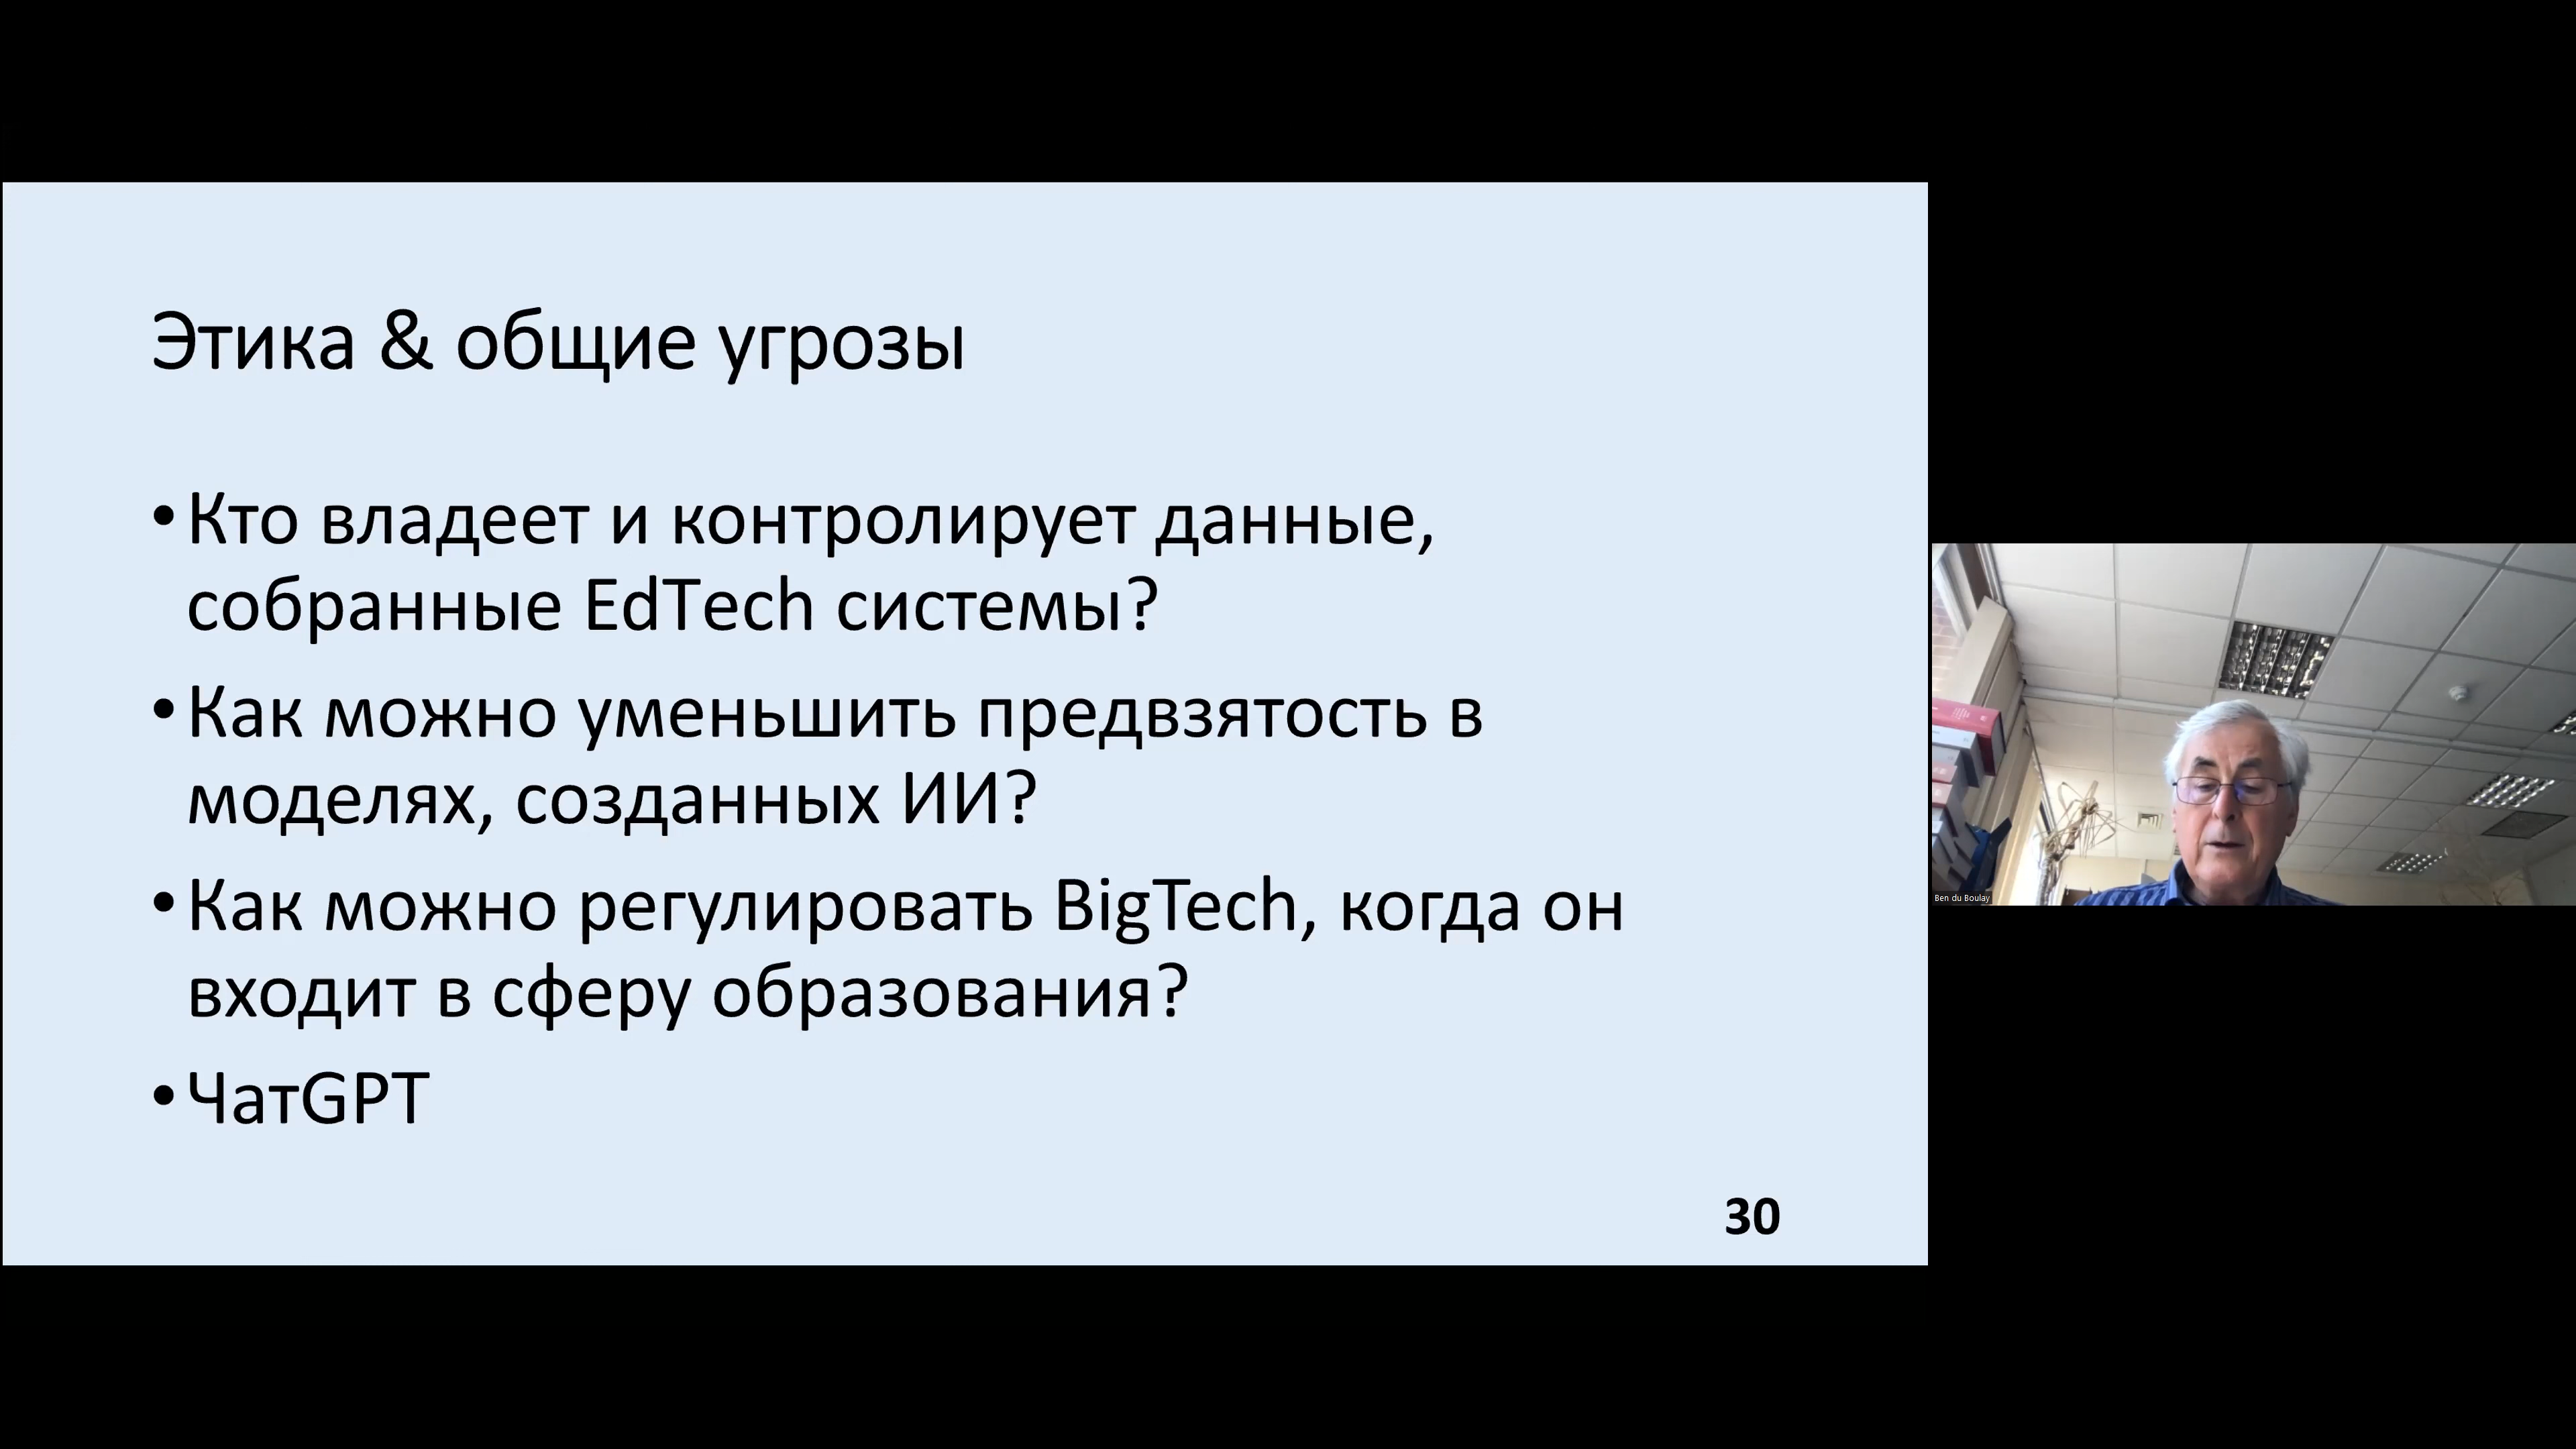 Этика & общие угрозы
•Кто владеет и контролирует данные,
собранные EdTech системы?
•Как можно уменьшить предвзятость в
моделях, созданных ИИ?
•Как можно регулировать BigTech, когда он
входит в сферу образования?
•ЧатGPT
30
Ben du Boulay